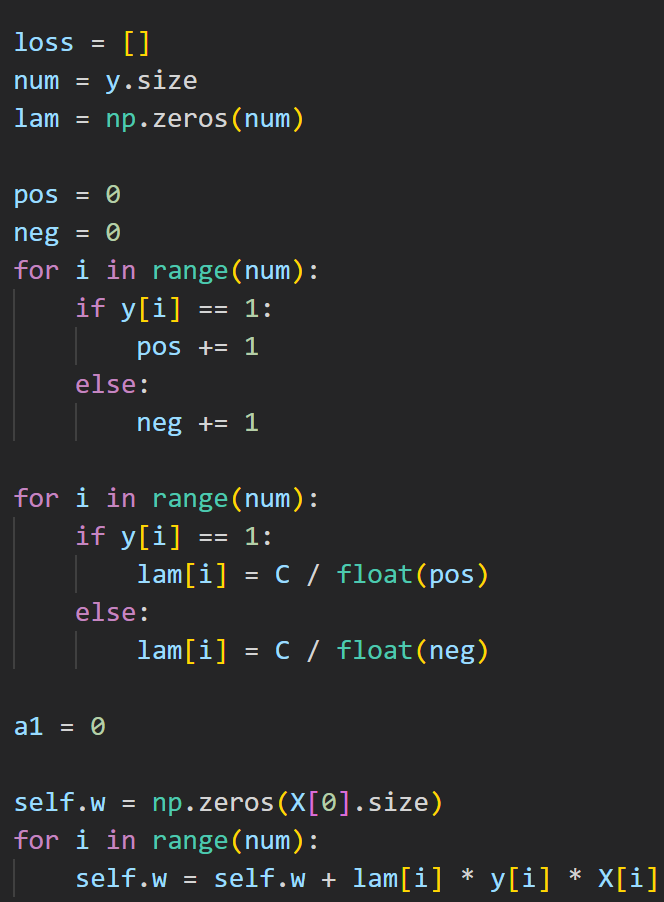 loss = []
num = y.size
lam = np.zeros(num)

pos = 0
neg = 0
for i in range(num):
    if y[i] == 1:
        pos += 1
    else:
        neg += 1

for i in range(num):
    if y[i] == 1:
        lam[i] = C / float(pos)
    else:
        lam[i] = C / float(neg)

a1 = 0

self.w = np.zeros(X[0].size)
for i in range(num):
    self.w = self.w + lam[i] * y[i] * X[i]